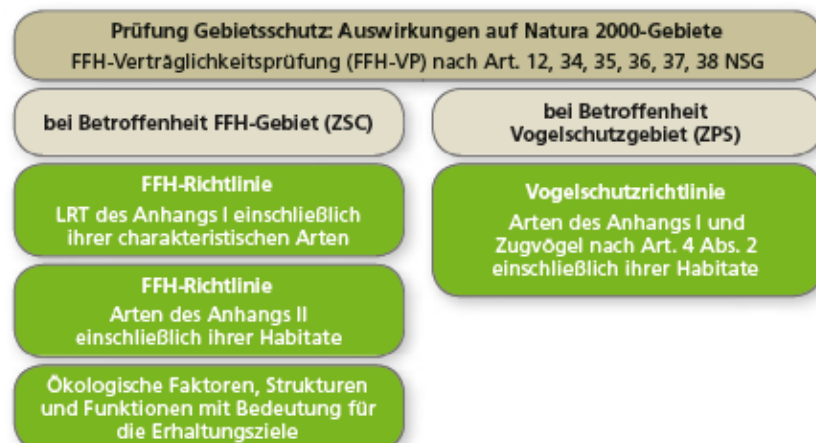 Prüfung Gebietsschutz: Auswirkungen auf Natura 2000-Gebiete
FFH-Verträglichkeitsprüfung (FFH-VP) nach Art. 12, 34, 35, 36, 37, 38 NSG
bei Betroffenheit FFH-Gebiet (ZSC)
FFH-Richtlinie
LRT des Anhangs I einschließlich
ihrer charakteristischen Arten
FFH-Richtlinie
Arten des Anhangs II
einschließlich ihrer Habitate
Ökologische Faktoren, Strukturen
und Funktionen mit Bedeutung für
die Erhaltungsziele
bei Betroffenheit
Vogelschutzgebiet (ZPS)
Vogelschutzrichtlinie
Arten des Anhangs I und
Zugvögel nach Art. 4 Abs. 2
einschließlich ihrer Habitate